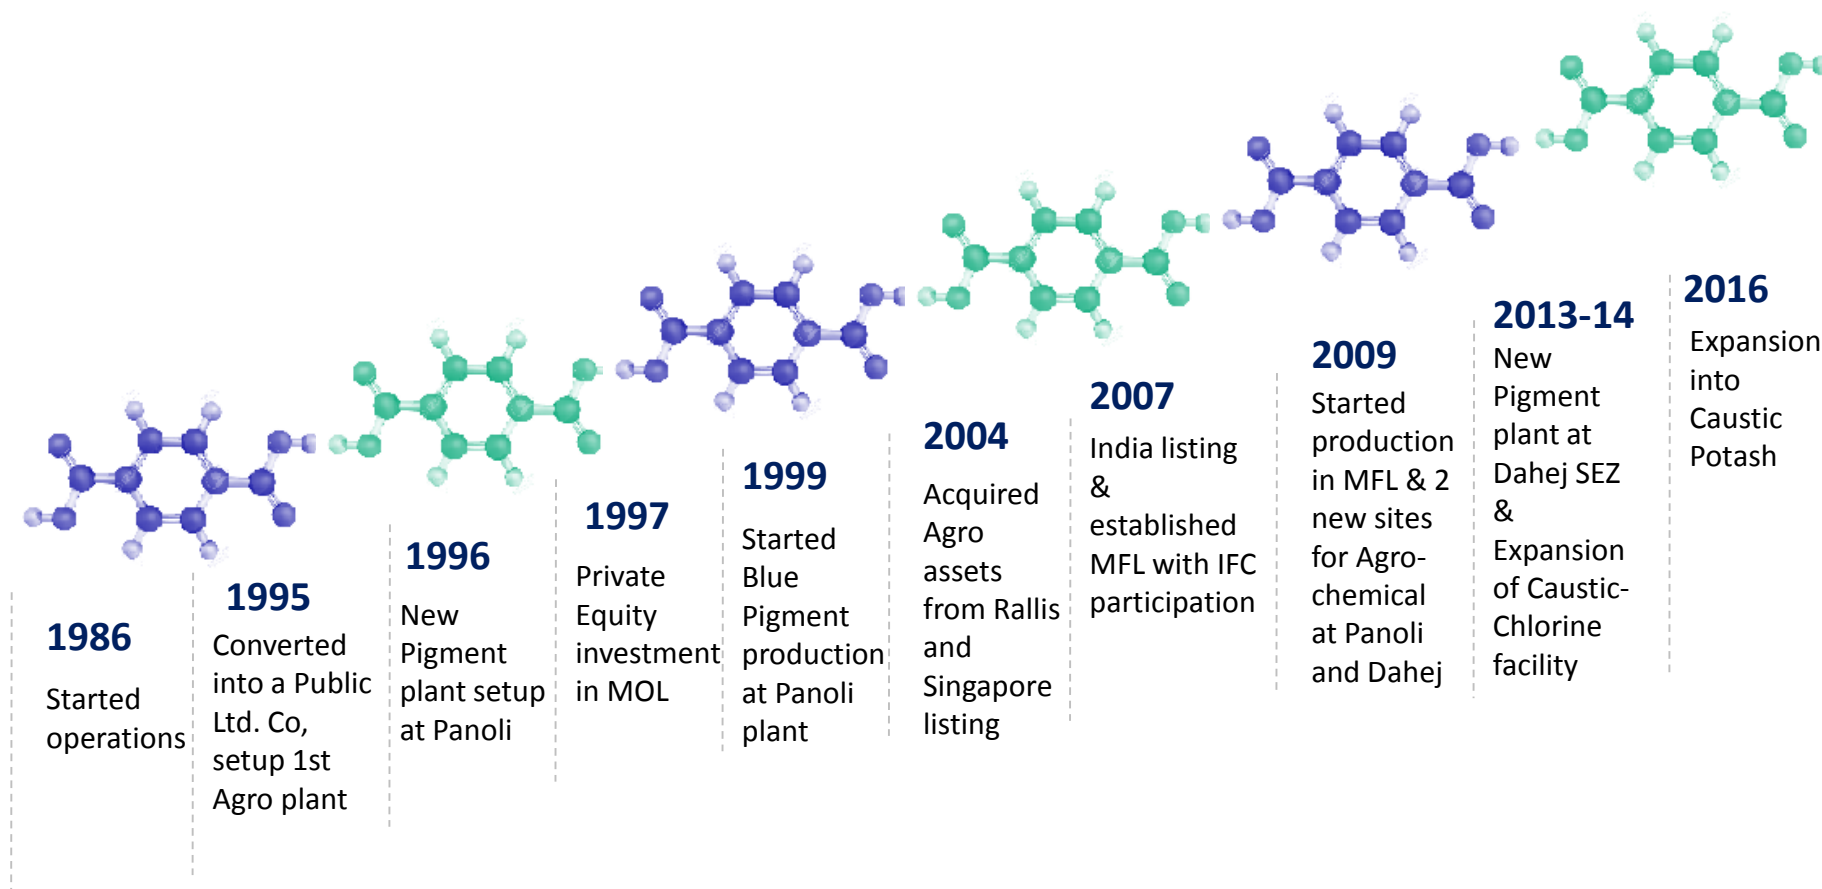 1986
Started
operations
1995
Converted
into a Public
Ltd. Co,
setup 1st
Agro plant
1996
New
Pigment
plant setup
at Panoli
1997
Private
Equity
investment
in MOL
1999
Started
Blue
Pigment
production
at Panoli
plant
2004
Acquired
Agro
assets
from Rallis
and
Singapore
listing
2007
India listing
&
established
MFL with IFC
participation
2009
Started
production
in MFL & 2
new sites
for Agro-
chemical
at Panoli
and Dahej
2013-14
New
Pigment
plant at
Dahej SEZ
&
Expansion
of Caustic-
Chlorine
facility
2016
Expansion
into
Caustic
Potash